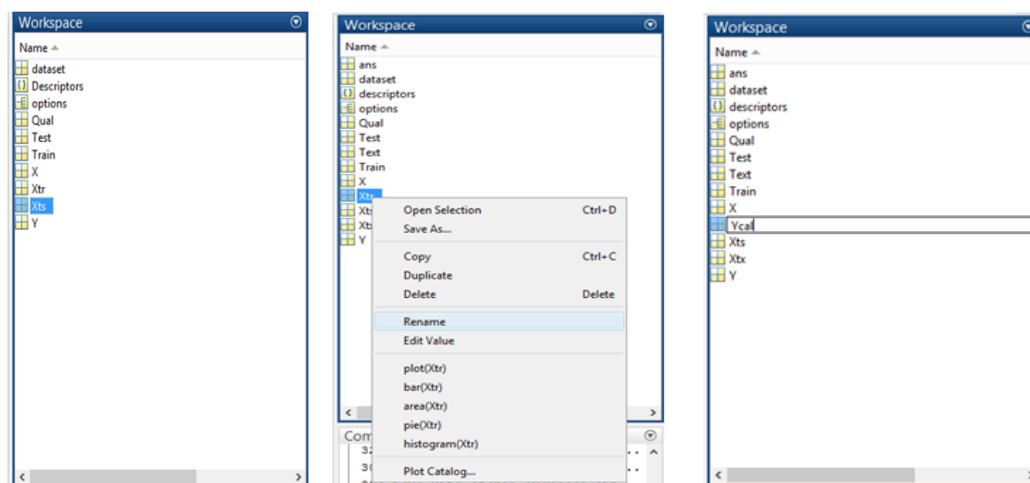 Workspace
Name
dataset
Descriptors
options
Qual
Test
Train
X
Xtr
Xts
Y
Workspace
Name
ans
dataset
descriptors
options
Qual
Test
Text
Train
X
Xtr
Xts
Y
Open Selection Ctrl+D
Save As...
Copy Ctrl+C
Duplicate
Delete Delete
Rename
Edit Value
plot(Xtr)
bar(Xtr)
area(Xtr)
pie(Xtr)
histogram(Xtr)
Plot Catalog...
Com
Workspace
Name
ans
dataset
descriptors
options
Qual
Test
Text
Train
X
Ycal
Xts
Xtx
Y